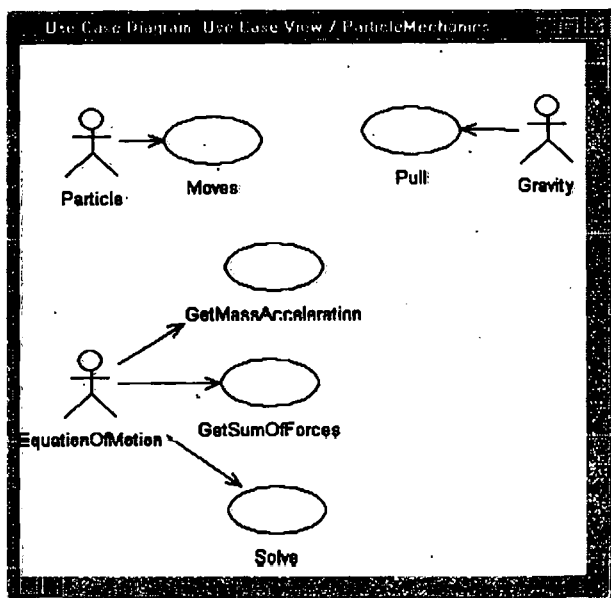 Use Case Diagram: Use Case View / ParticleMechanics
Particle
Moves
Pull
Gravity
GetMassAcceleration
EquationOfMotion
GetSumOfForces
Solve